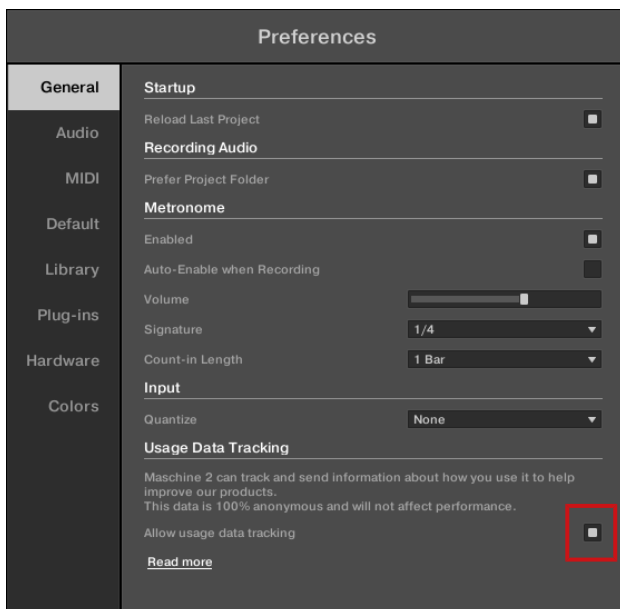 Preferences
General
Audio
MIDI
Default
Library
Plug-ins
Hardware
Colors
Startup
Reload Last Project
Recording Audio
Prefer Project Folder
Metronome
Enabled
Auto-Enable when Recording
Volume
Signature 1/4
Count-in Length 1 Bar
Input
Quantize None
Usage Data Tracking
Maschine 2 can track and send information about how you use it to help
improve our products.
This data is 100% anonymous and will not affect performance.
Allow usage data tracking
Read more